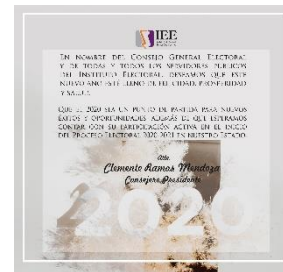 IEE
EN NOMBRE DEL CONSEJO GENERAL ELECTORAL
Y DE TODAS Y TODOS LOS SERVIDORES PÚBLICOS
DEL INSTITUTO ELECTORAL, DESEAMOS QUE ESTE
NUEVO AÑO ESTÉ LLENO DE FELICIDAD, PROSPERIDAD
Y SALUD.
QUE EL 2020 SEA UN PUNTO DE PARTIDA PARA NUEVOS
ÉXITOS Y OPORTUNIDADES ADEMÁS DE QUE ESPERAMOS
CONTAR CON SU PARTICIPACIÓN ACTIVA EN EL INICIO
DEL PROCESO ELECTORAL 2020-2021 EN NUESTRO ESTADO.
Atte.
Clemente Ramos Mendoza
Consejero Presidente
2020